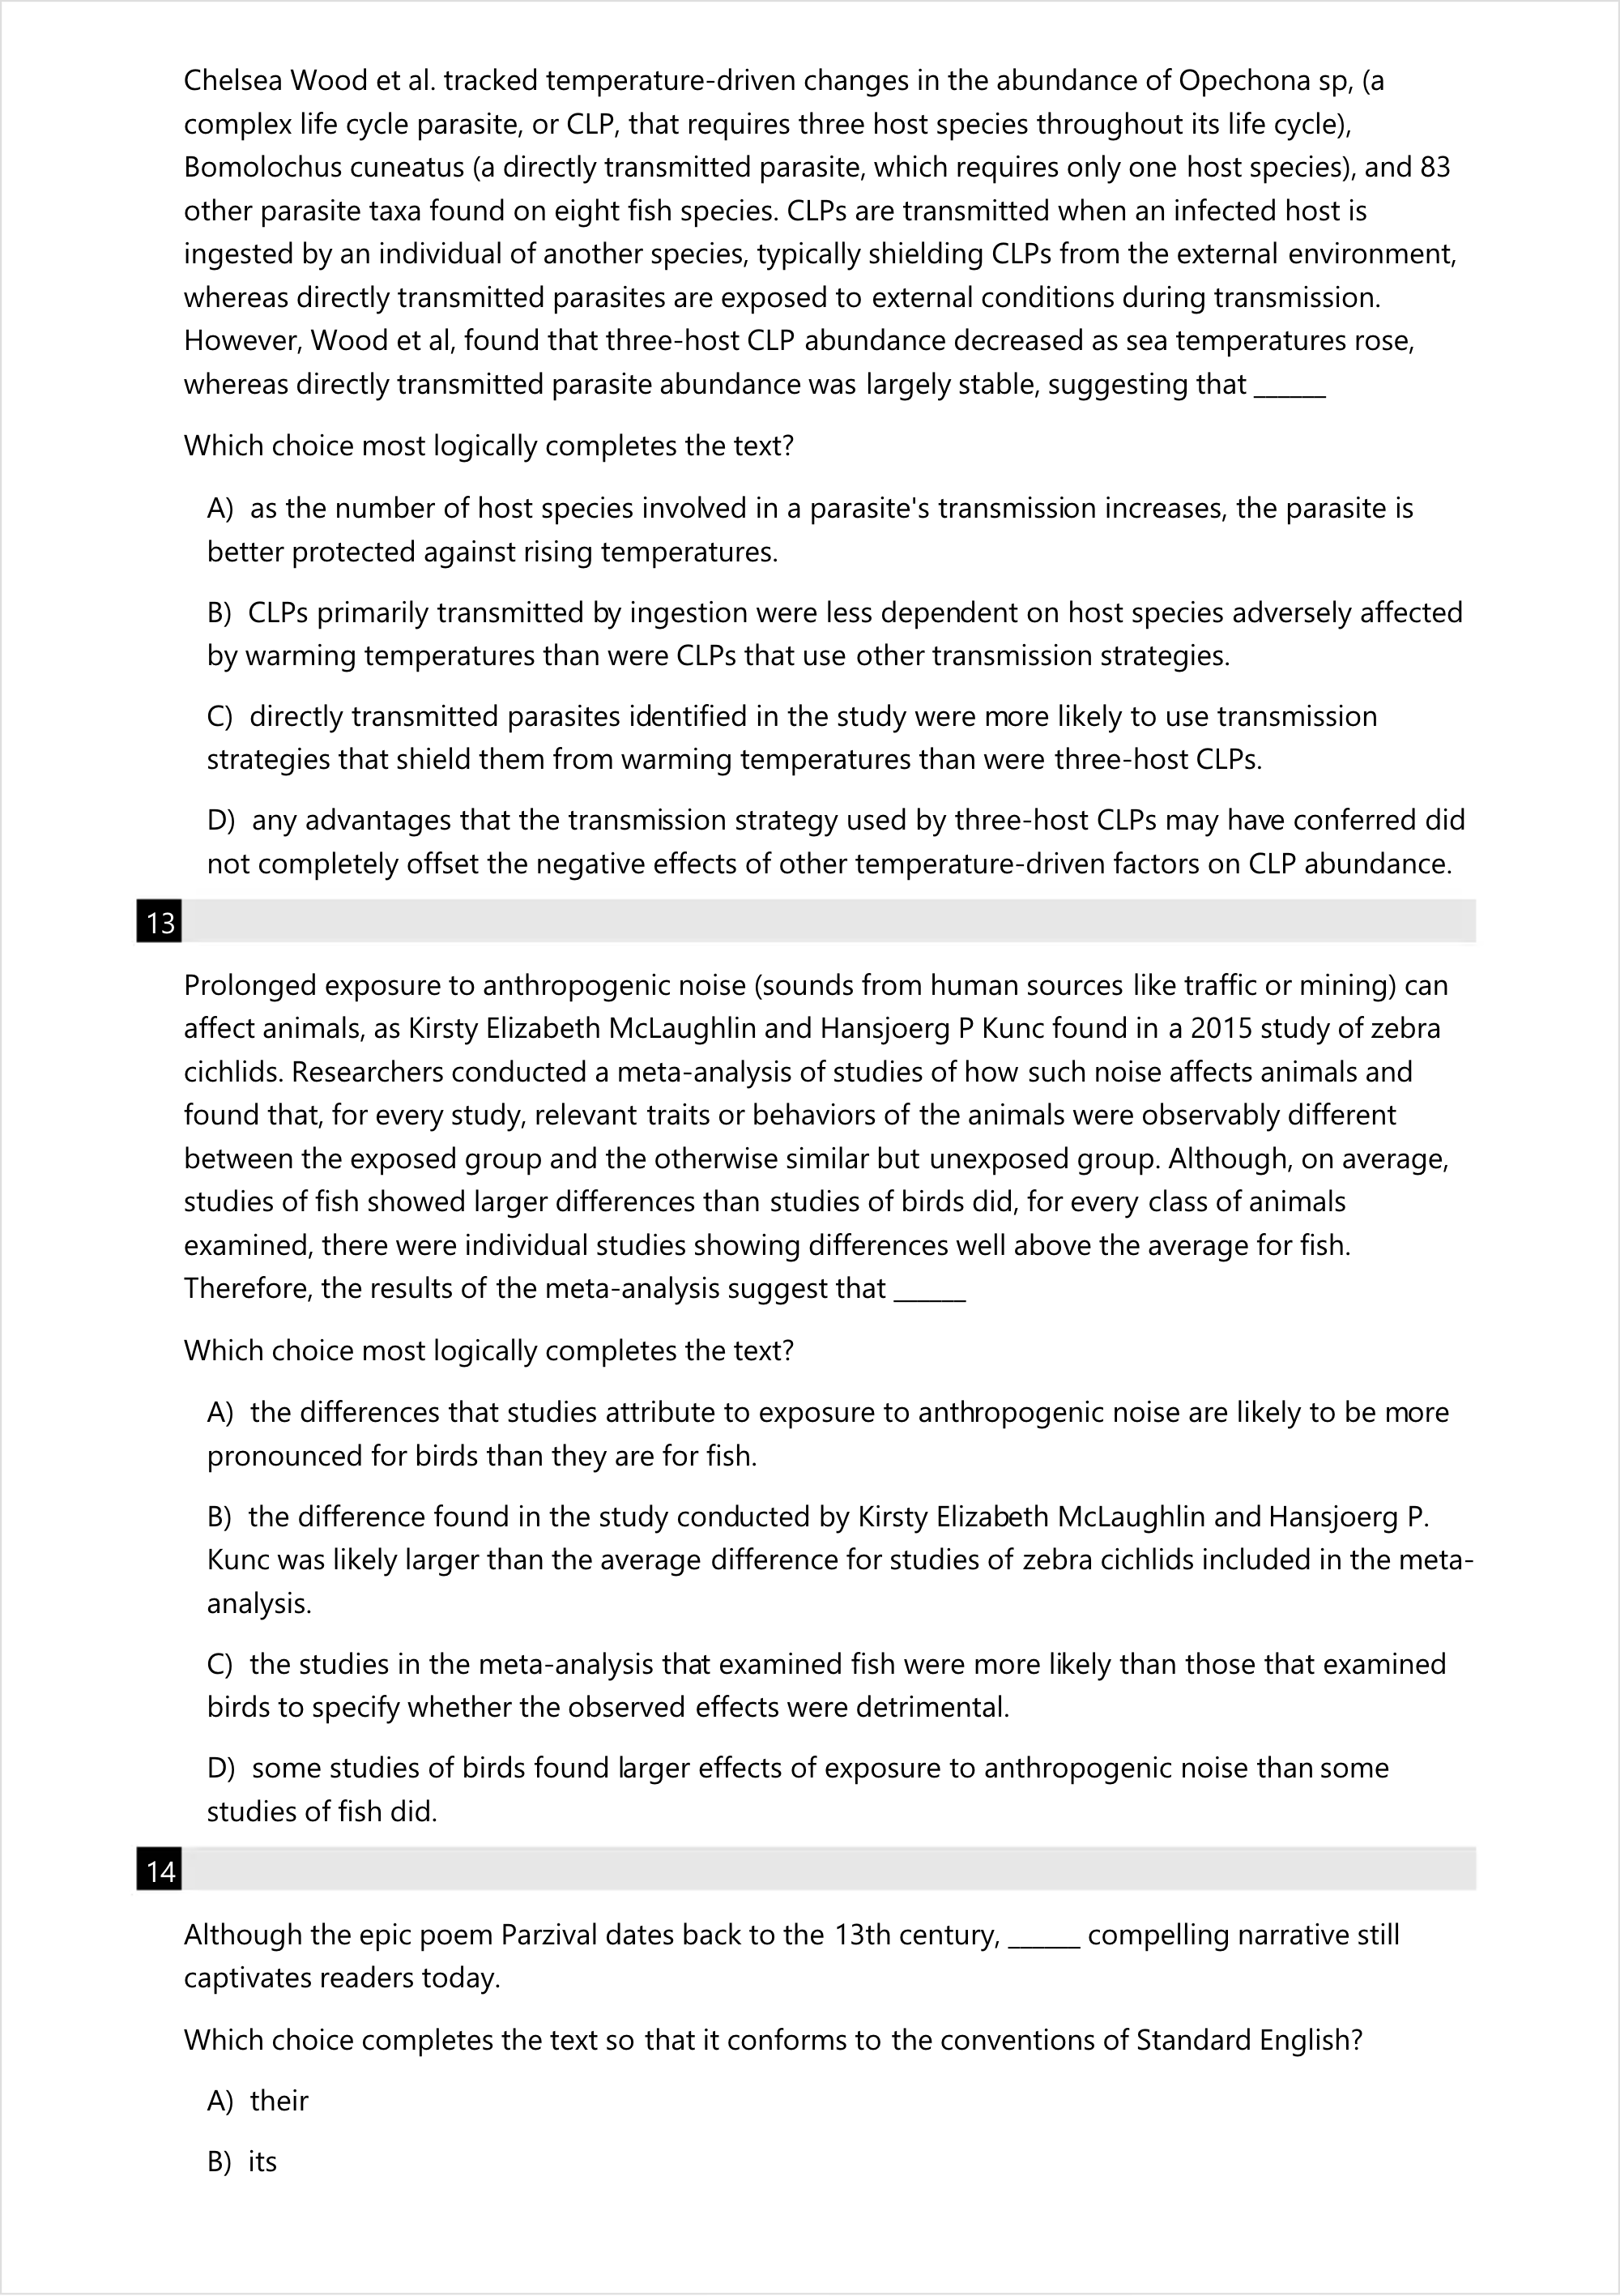 Chelsea Wood et al. tracked temperature-driven changes in the abundance of Opechona sp, (a
complex life cycle parasite, or CLP, that requires three host species throughout its life cycle),
Bomolochus cuneatus (a directly transmitted parasite, which requires only one host species), and 83
other parasite taxa found on eight fish species. CLPs are transmitted when an infected host is
ingested by an individual of another species, typically shielding CLPs from the external environment,
whereas directly transmitted parasites are exposed to external conditions during transmission.
However, Wood et al, found that three-host CLP abundance decreased as sea temperatures rose,
whereas directly transmitted parasite abundance was largely stable, suggesting that ______
Which choice most logically completes the text?
A) as the number of host species involved in a parasite's transmission increases, the parasite is
better protected against rising temperatures.
B) CLPs primarily transmitted by ingestion were less dependent on host species adversely affected
by warming temperatures than were CLPs that use other transmission strategies.
C) directly transmitted parasites identified in the study were more likely to use transmission
strategies that shield them from warming temperatures than were three-host CLPs.
D) any advantages that the transmission strategy used by three-host CLPs may have conferred did
not completely offset the negative effects of other temperature-driven factors on CLP abundance.
13
Prolonged exposure to anthropogenic noise (sounds from human sources like traffic or mining) can
affect animals, as Kirsty Elizabeth McLaughlin and Hansjoerg P Kunc found in a 2015 study of zebra
cichlids. Researchers conducted a meta-analysis of studies of how such noise affects animals and
found that, for every study, relevant traits or behaviors of the animals were observably different
between the exposed group and the otherwise similar but unexposed group. Although, on average,
studies of fish showed larger differences than studies of birds did, for every class of animals
examined, there were individual studies showing differences well above the average for fish.
Therefore, the results of the meta-analysis suggest that ______
Which choice most logically completes the text?
A) the differences that studies attribute to exposure to anthropogenic noise are likely to be more
pronounced for birds than they are for fish.
B) the difference found in the study conducted by Kirsty Elizabeth McLaughlin and Hansjoerg P.
Kunc was likely larger than the average difference for studies of zebra cichlids included in the meta-
analysis.
C) the studies in the meta-analysis that examined fish were more likely than those that examined
birds to specify whether the observed effects were detrimental.
D) some studies of birds found larger effects of exposure to anthropogenic noise than some
studies of fish did.
14
Although the epic poem Parzival dates back to the 13th century, ______ compelling narrative still
captivates readers today.
Which choice completes the text so that it conforms to the conventions of Standard English?
A) their
B) its